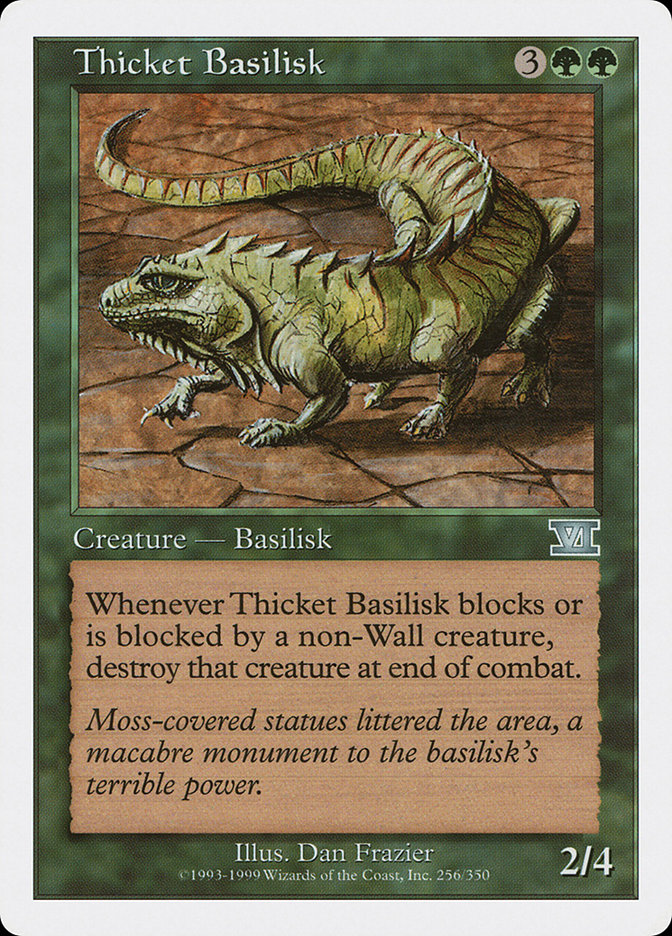 Thicket Basilisk
3
Creature — Basilisk
VI
Whenever Thicket Basilisk blocks or
is blocked by a non-Wall creature,
destroy that creature at end of combat.
Moss-covered statues littered the area, a
macabre monument to the basilisk's
terrible power.
Illus. Dan Frazier
©1993-1999 Wizards of the Coast, Inc. 256/350
2/4